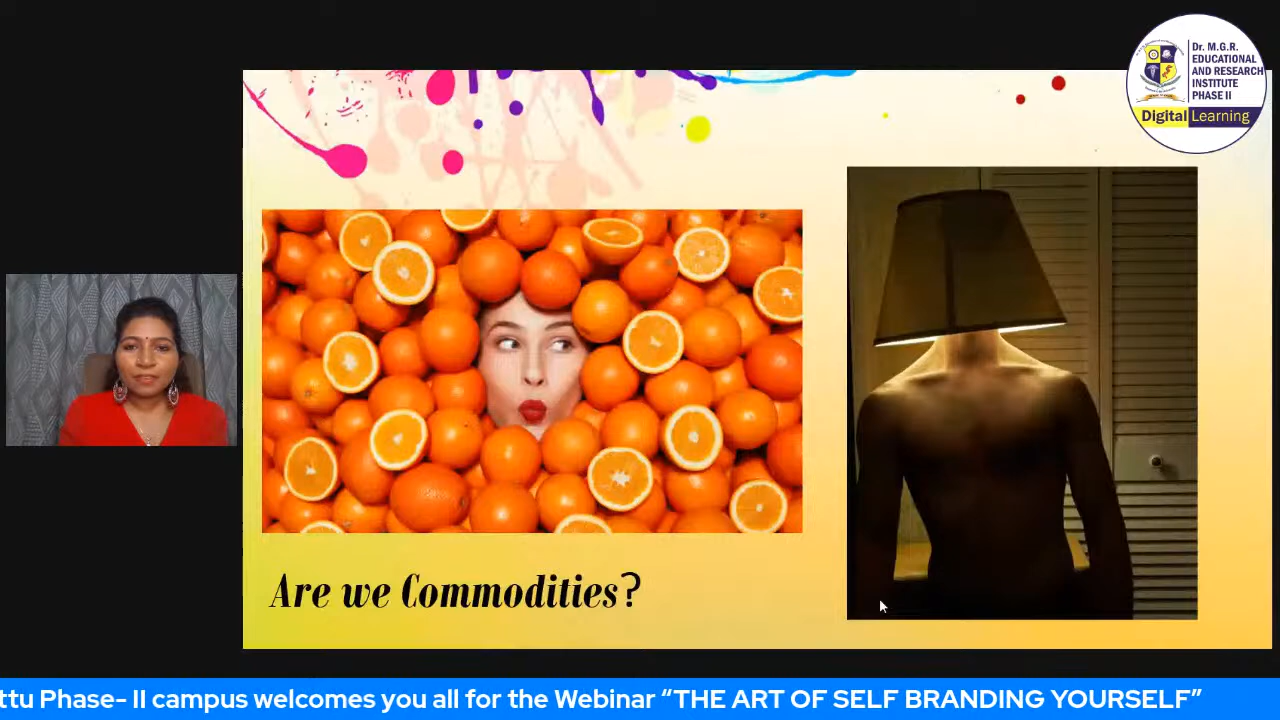 Dr. M.G.R.
EDUCATIONAL
AND RESEARCH
INSTITUTE
PHASE II
Digital Learning
Are we Commodities?
ttu Phase- II campus welcomes you all for the Webinar “THE ART OF SELF BRANDING YOURSELF”